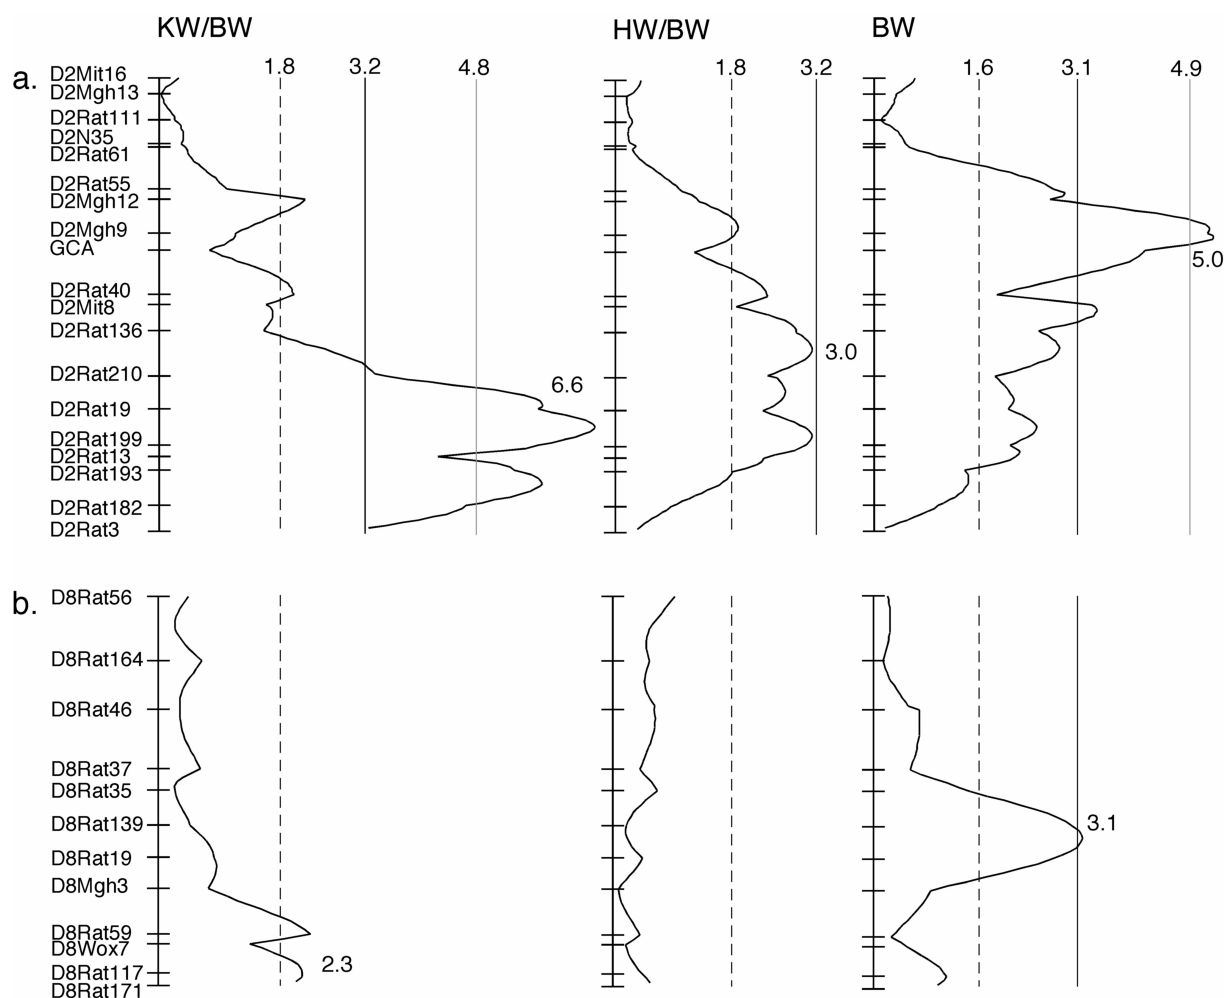 KW/BW HW/BW BW
a. 1.8 3.2 4.8 1.8 3.2 1.6 3.1 4.9
D2Mit16
D2Mgh13
D2Rat111
D2N35
D2Rat61
D2Rat55
D2Mgh12
D2Mgh9
GCA
5.0
D2Rat40
D2Mit8
D2Rat136
3.0
D2Rat210
6.6
D2Rat19
D2Rat199
D2Rat13
D2Rat193
D2Rat182
D2Rat3
b. D8Rat56
D8Rat164
D8Rat46
D8Rat37
D8Rat35
D8Rat139 3.1
D8Rat19
D8Mgh3
D8Rat59
D8Wox7
2.3
D8Rat117
D8Rat171